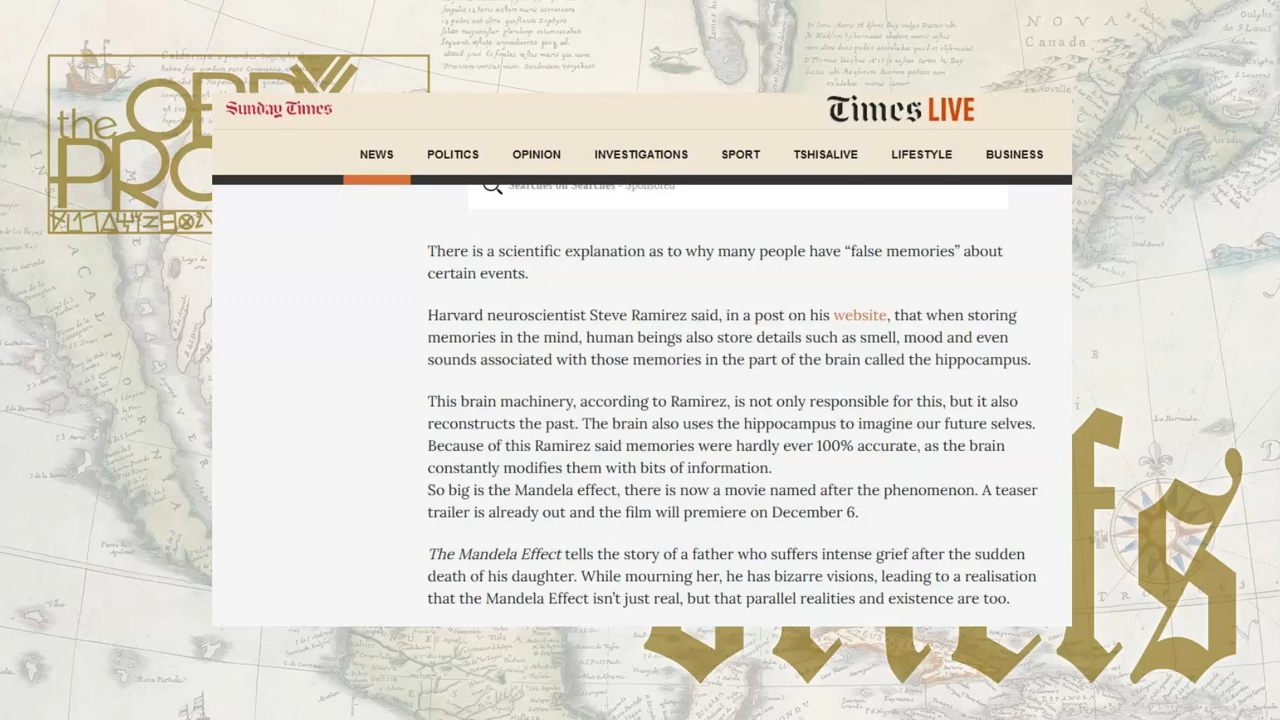 the
Sunday Times
Times LIVE
NEWS POLITICS OPINION INVESTIGATIONS SPORT TSHISALIVE LIFESTYLE BUSINESS
Searches on Searches - Sponsored
There is a scientific explanation as to why many people have “false memories” about
certain events.
Harvard neuroscientist Steve Ramirez said, in a post on his website, that when storing
memories in the mind, human beings also store details such as smell, mood and even
sounds associated with those memories in the part of the brain called the hippocampus.
This brain machinery, according to Ramirez, is not only responsible for this, but it also
reconstructs the past. The brain also uses the hippocampus to imagine our future selves.
Because of this Ramirez said memories were hardly ever 100% accurate, as the brain
constantly modifies them with bits of information.
So big is the Mandela effect, there is now a movie named after the phenomenon. A teaser
trailer is already out and the film will premiere on December 6.
The Mandela Effect tells the story of a father who suffers intense grief after the sudden
death of his daughter. While mourning her, he has bizarre visions, leading to a realisation
that the Mandela Effect isn’t just real, but that parallel realities and existence are too.
NOVA
Canada